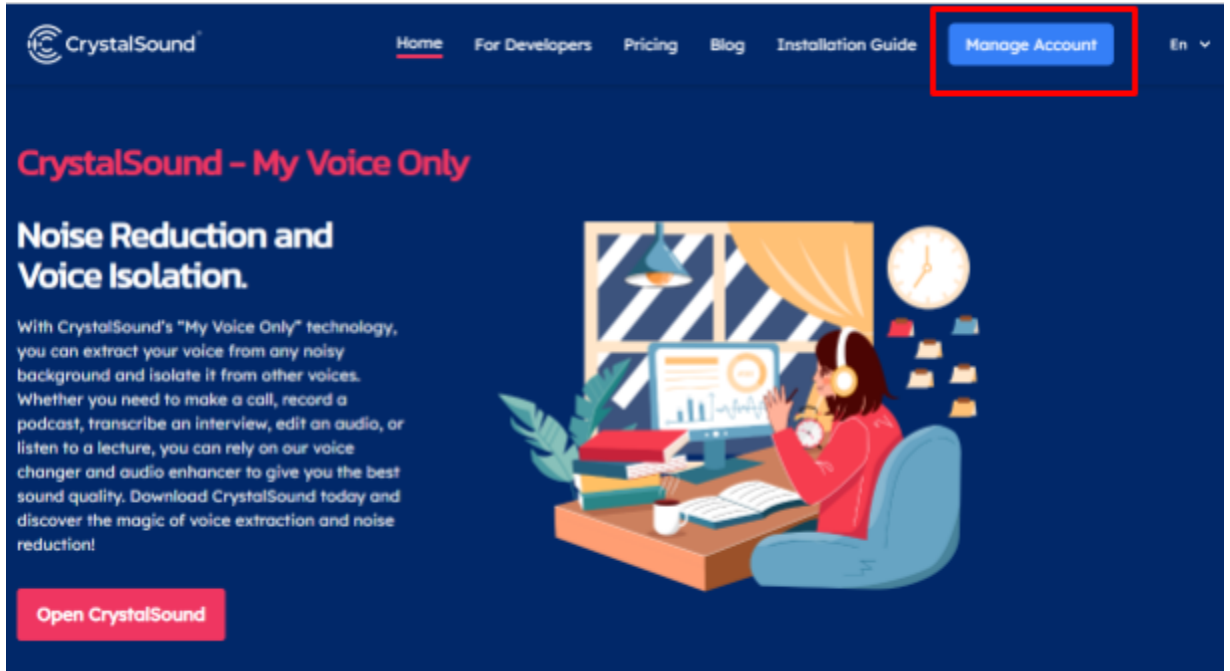 CrystalSound
Home For Developers Pricing Blog Installation Guide Manage Account En
CrystalSound – My Voice Only
Noise Reduction and
Voice Isolation.
With CrystalSound's "My Voice Only" technology,
you can extract your voice from any noisy
background and isolate it from other voices.
Whether you need to make a call, record a
podcast, transcribe an interview, edit an audio, or
listen to a lecture, you can rely on our voice
changer and audio enhancer to give you the best
sound quality. Download CrystalSound today and
discover the magic of voice extraction and noise
reduction!
Open CrystalSound